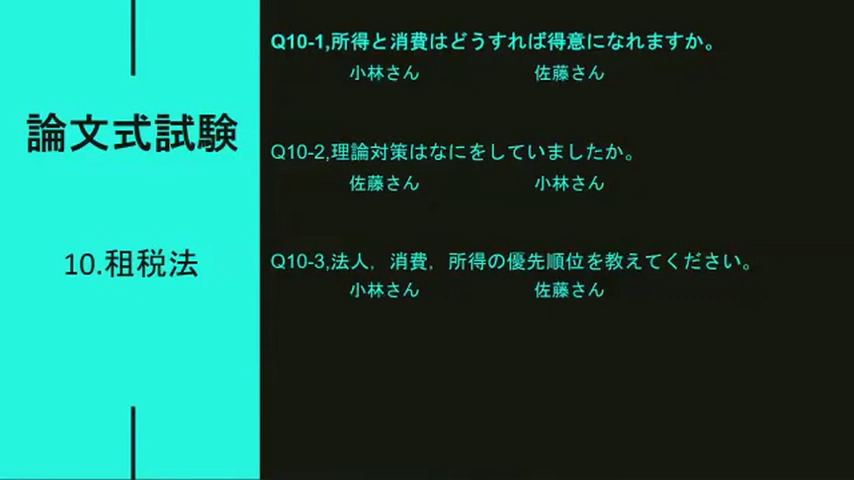 論文式試験
10.租税法
Q10-1,所得と消費はどうすれば得意になれますか。
小林さん 佐藤さん
Q10-2,理論対策はなにをしていましたか。
佐藤さん 小林さん
Q10-3,法人，消費，所得の優先順位を教えてください。
小林さん 佐藤さん